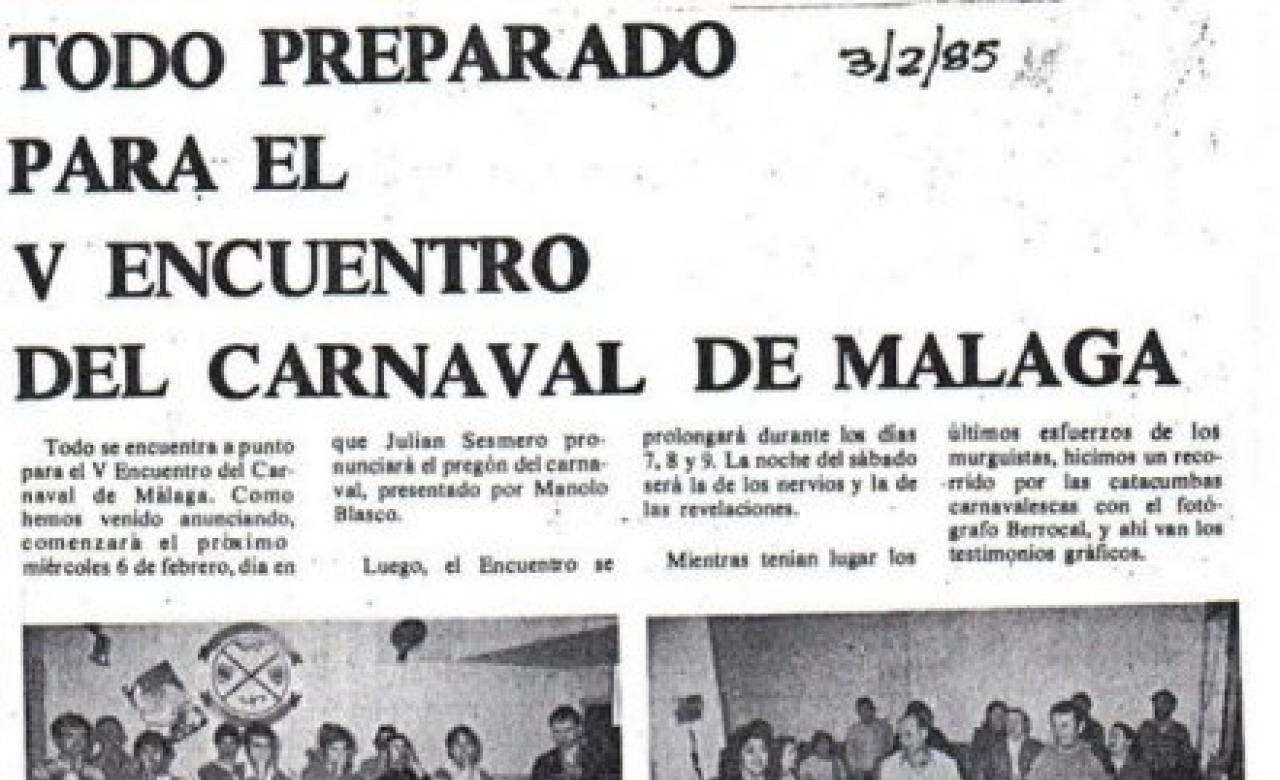 TODO PREPARADO
3/2/85
PARA EL
V ENCUENTRO
DEL CARNAVAL DE MALAGA
Todo se encuentra a punto
para el V Encuentro del Car-
naval de Málaga. Como
hemos venido anunciando,
comenzará el próximo
miércoles 6 de febrero, día en
que Julian Sesmero pro-
nunciará el pregón del carna-
val, presentado por Manolo
Blasco.
Luego, el Encuentro se
prolongará durante los días
7, 8 y 9. La noche del sábado
será la de los nervios y la de
las revelaciones.
Mientras tenían lugar los
últimos esfuerzos de los
murguistas, hicimos un reco-
rrido por las catacumbas
carnavalescas con el fotó-
grafo Berrocal, y ahí van los
testimonios gráficos.